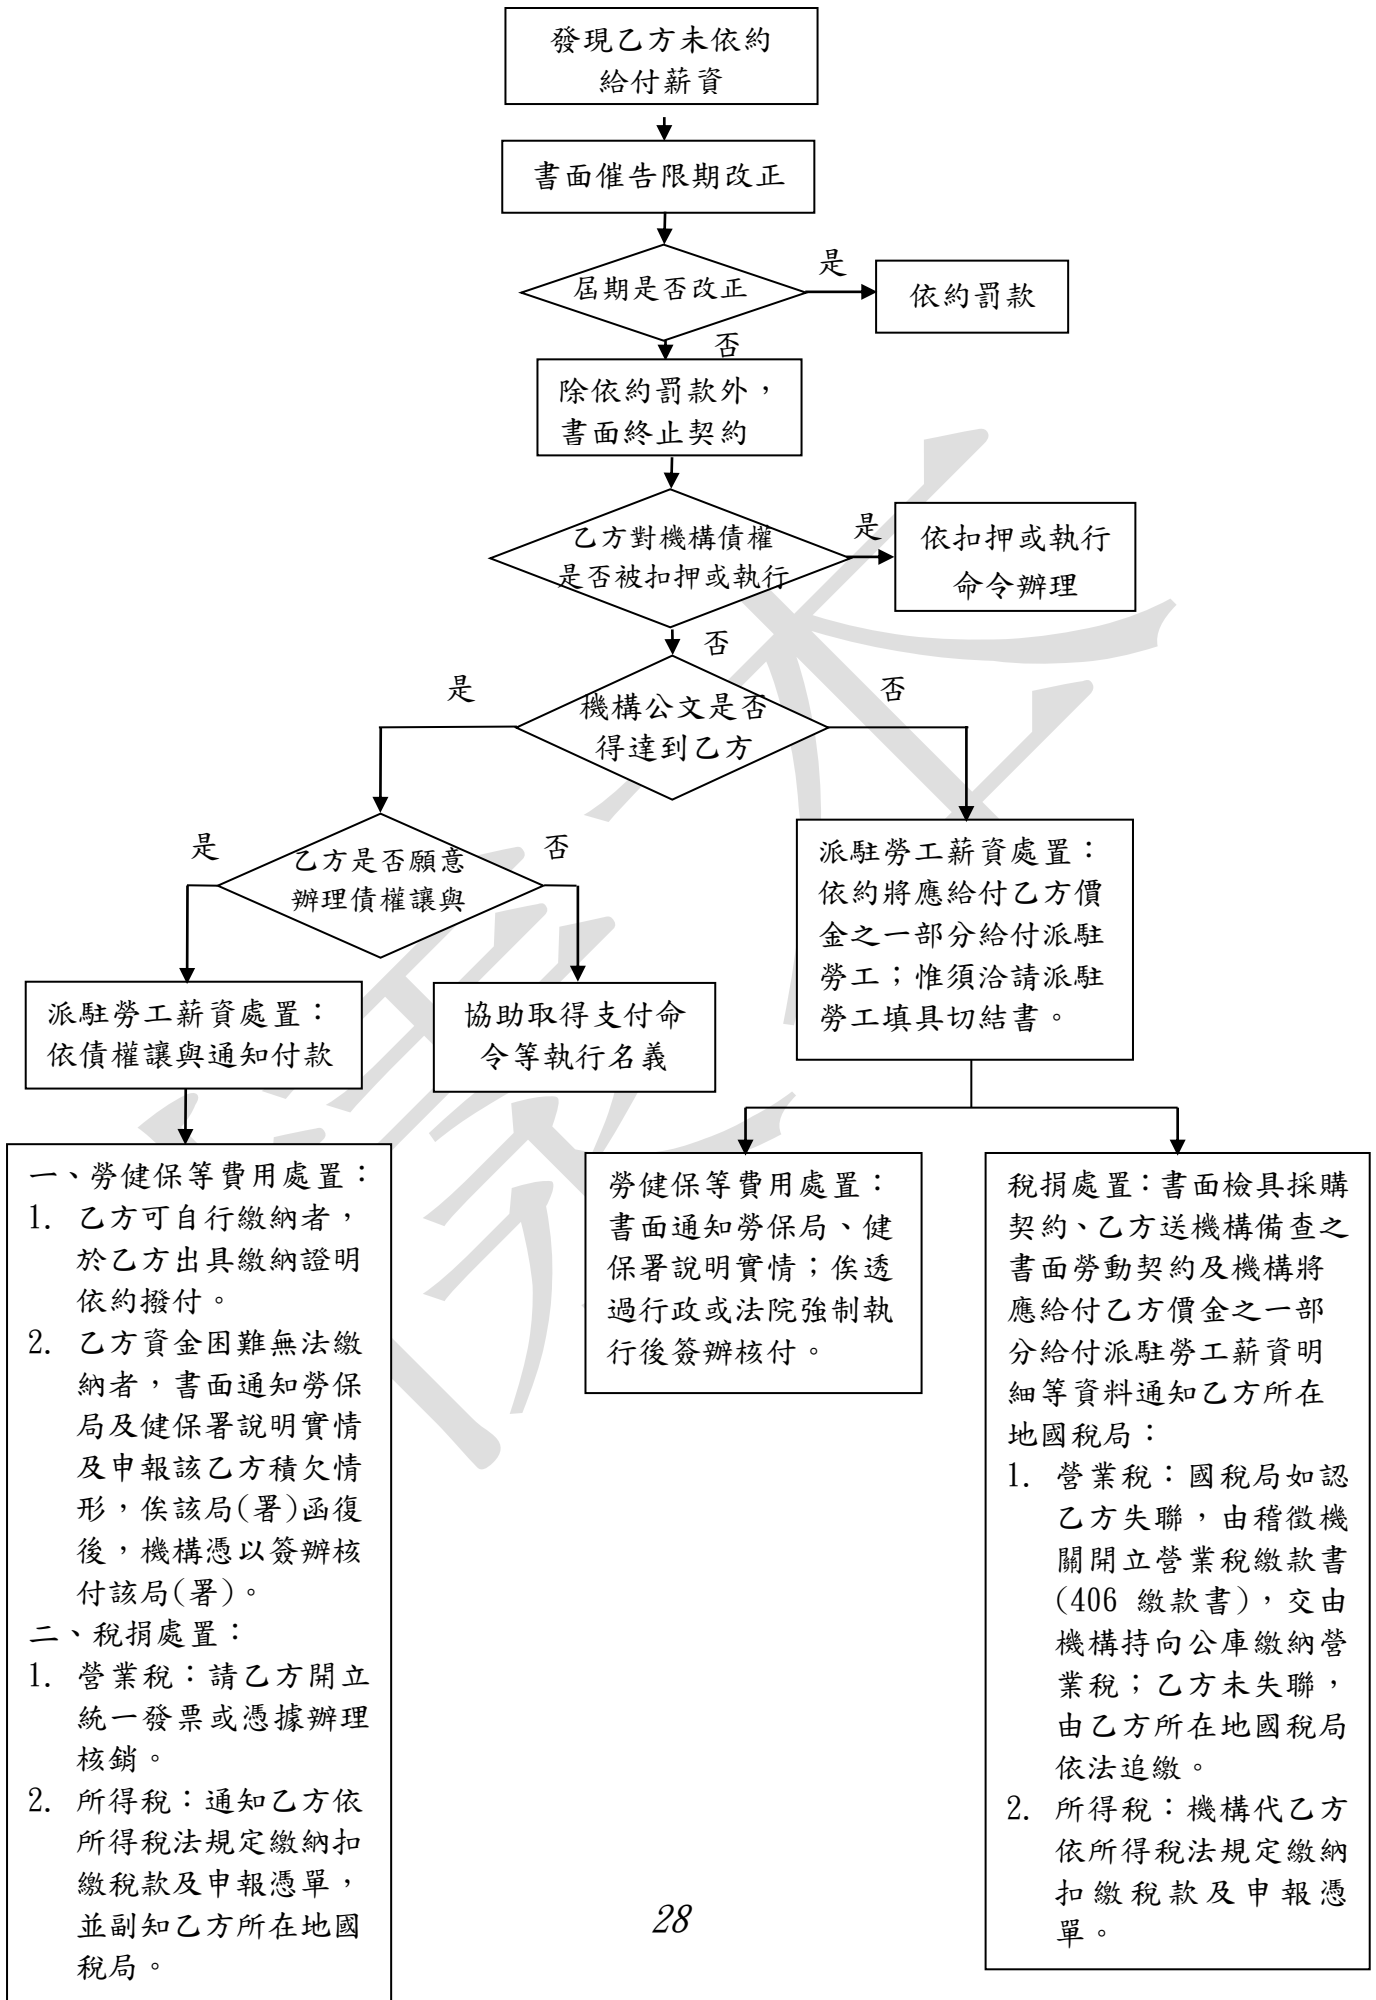 發現乙方未依約
給付薪資
書面催告限期改正
屆期是否改正
是
依約罰款
否
除依約罰款外，
書面終止契約
乙方對機構債權
是否被扣押或執行
是
依扣押或執行
命令辦理
否
機構公文是否
得達到乙方
是
否
乙方是否願意
辦理債權讓與
是
否
派駐勞工薪資處置：
依債權讓與通知付款
協助取得支付命
令等執行名義
派駐勞工薪資處置：
依約將應給付乙方價
金之一部分給付派駐
勞工；惟須洽請派駐
勞工填具切結書。
一、勞健保等費用處置：
1. 乙方可自行繳納者，
於乙方出具繳納證明
依約撥付。
2. 乙方資金困難無法繳
納者，書面通知勞保
局及健保署說明實情
及申報該乙方積欠情
形，俟該局(署)函復
後，機構憑以簽辦核
付該局(署)。
二、稅捐處置：
1. 營業稅：請乙方開立
統一發票或憑據辦理
核銷。
2. 所得稅：通知乙方依
所得稅法規定繳納扣
繳稅款及申報憑單，
並副知乙方所在地國
稅局。
勞健保等費用處置：
書面通知勞保局、健
保署說明實情；俟透
過行政或法院強制執
行後簽辦核付。
稅捐處置：書面檢具採購
契約、乙方送機構備查之
書面勞動契約及機構將
應給付乙方價金之一部
分給付派駐勞工薪資明
細等資料通知乙方所在
地國稅局：
1. 營業稅：國稅局如認
乙方失聯，由稽徵機
關開立營業稅繳款書
(406 繳款書)，交由
機構持向公庫繳納營
業稅；乙方未失聯，
由乙方所在地國稅局
依法追繳。
2. 所得稅：機構代乙方
依所得稅法規定繳納
扣繳稅款及申報憑
單。
28